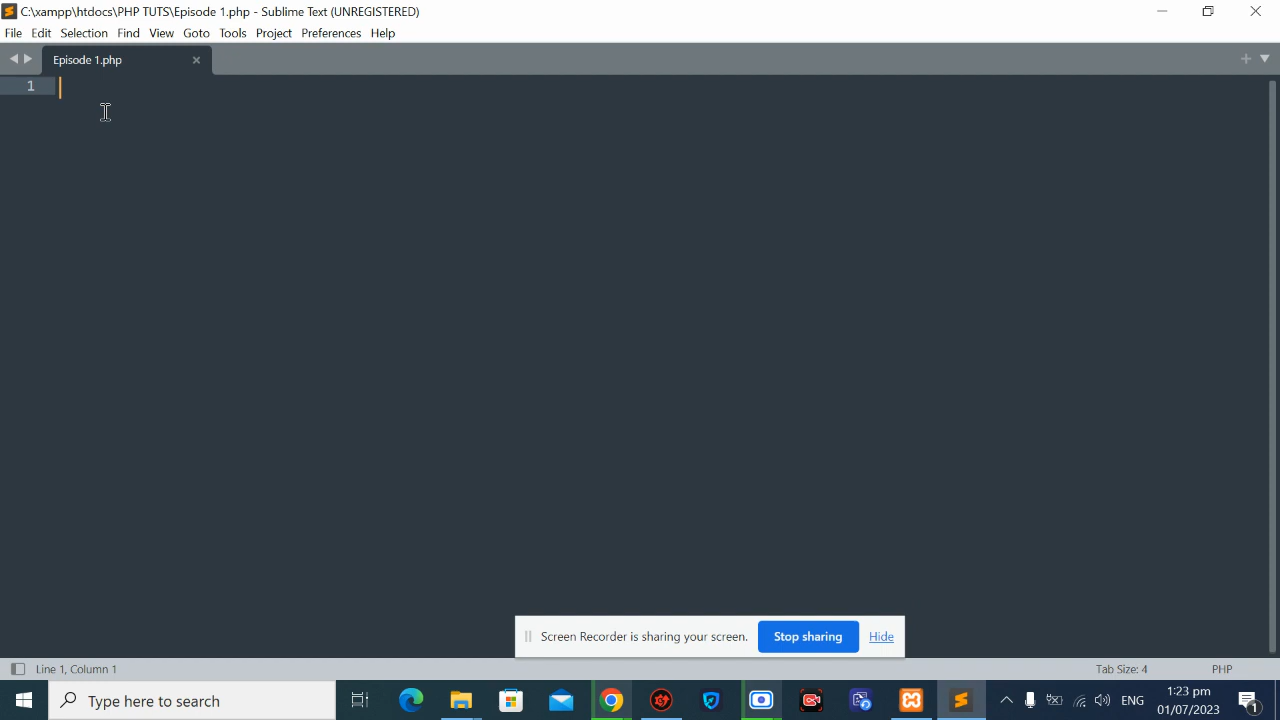 C:\xampp\htdocs\PHP TUTS\Episode 1.php - Sublime Text (UNREGISTERED)
File Edit Selection Find View Goto Tools Project Preferences Help
Episode 1.php
1
Screen Recorder is sharing your screen. Stop sharing Hide
Line 1, Column 1 Tab Size: 4 PHP
Type here to search ENG 1:23 pm 1
01/07/2023